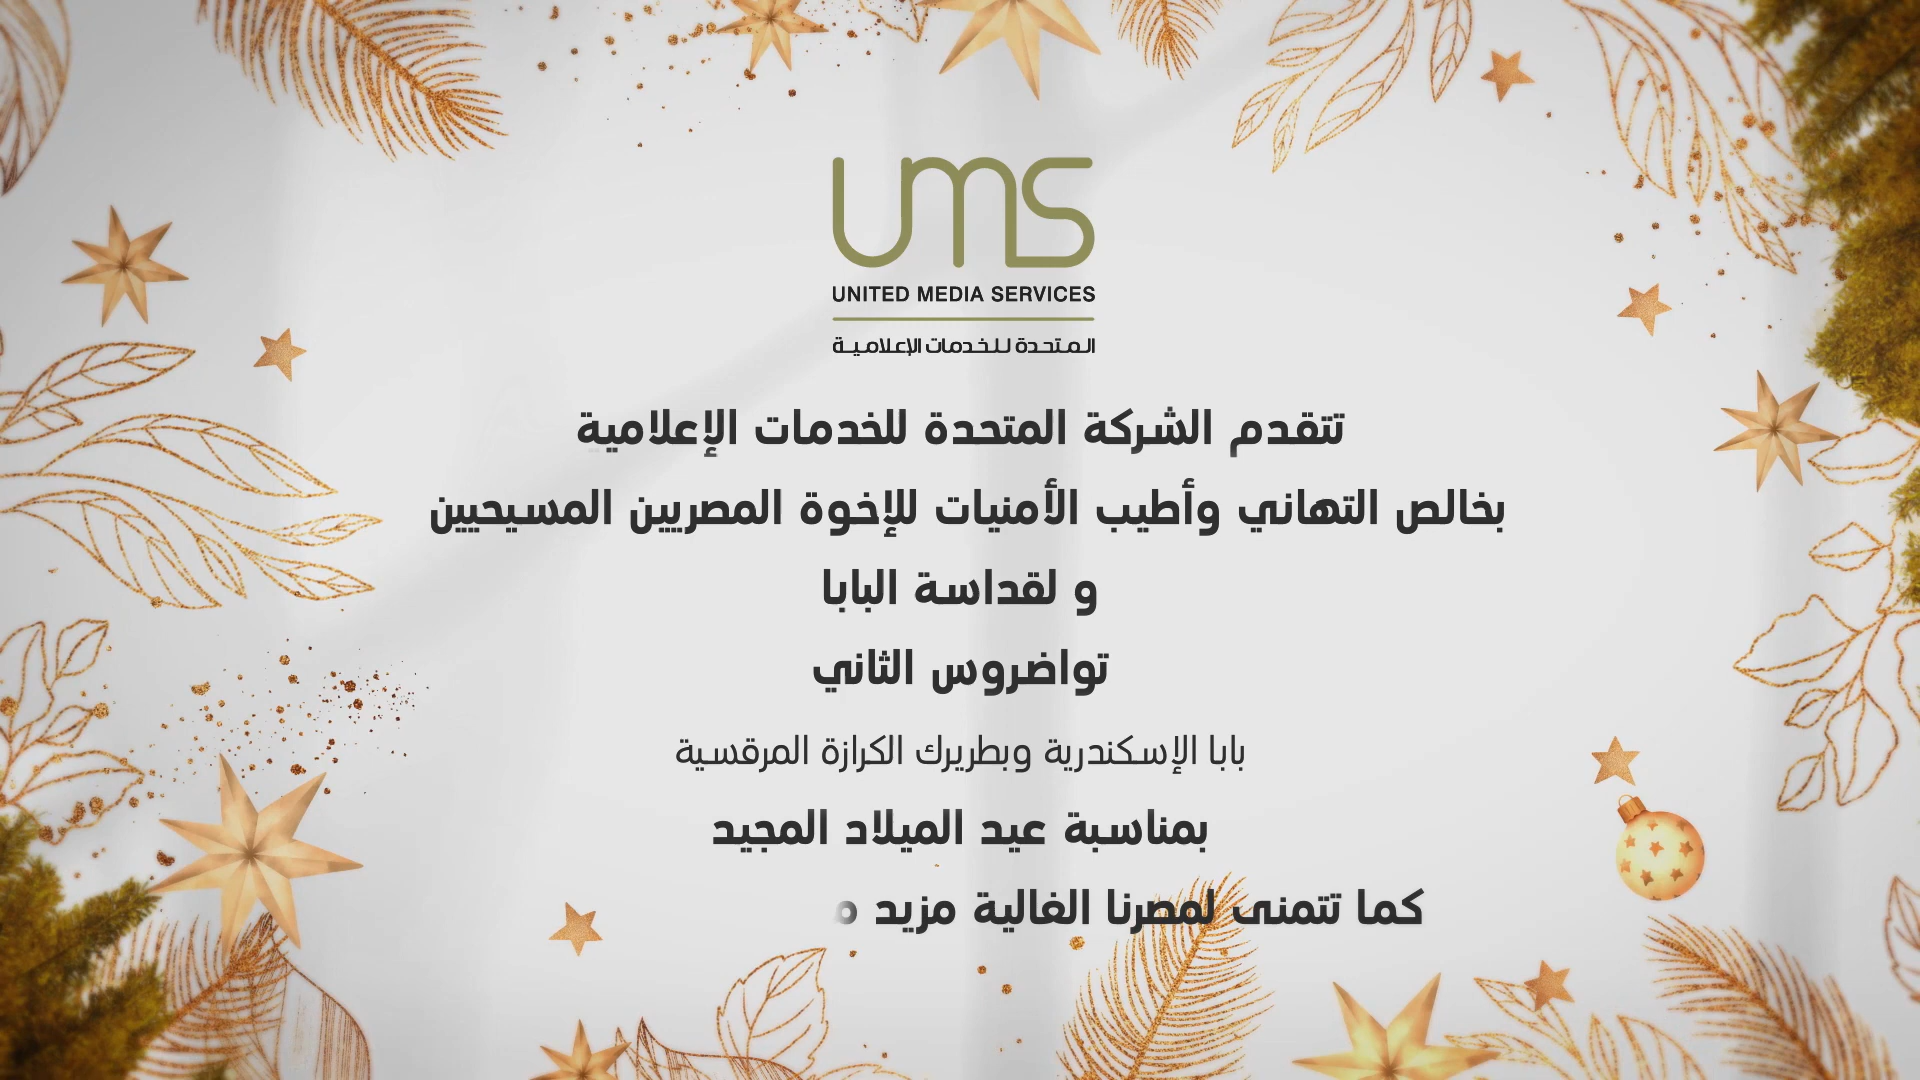 UMS
UNITED MEDIA SERVICES
المتحدة للخدمات الإعلامية
تتقدم الشركة المتحدة للخدمات الإعلامية
بخالص التهاني وأطيب الأمنيات للإخوة المصريين المسيحيين
و لقداسة البابا
تواضروس الثاني
بابا الإسكندرية وبطريرك الكرازة المرقسية
بمناسبة عيد الميلاد المجيد
كما تتمنى لمصرنا الغالية مزيد